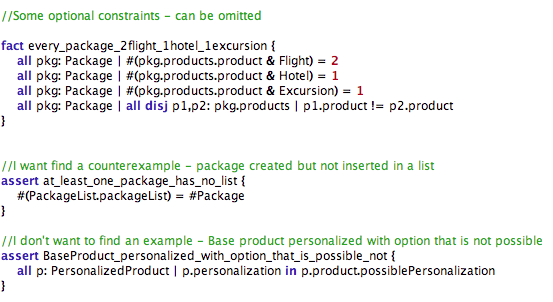 //Some optional constraints - can be omitted
fact every_package_2flight_1hotel_1excursion {
all pkg: Package | #(pkg.products.product & Flight) = 2
all pkg: Package | #(pkg.products.product & Hotel) = 1
all pkg: Package | #(pkg.products.product & Excursion) = 1
all pkg: Package | all disj p1,p2: pkg.products | p1.product != p2.product
}
//I want find a counterexample - package created but not inserted in a list
assert at_least_one_package_has_no_list {
#(PackageList.packageList) = #Package
}
//I don't want to find an example - Base product personalized with option that is not possible
assert BaseProduct_personalized_with_option_that_is_possible_not {
all p: PersonalizedProduct | p.personalization in p.product.possiblePersonalization
}